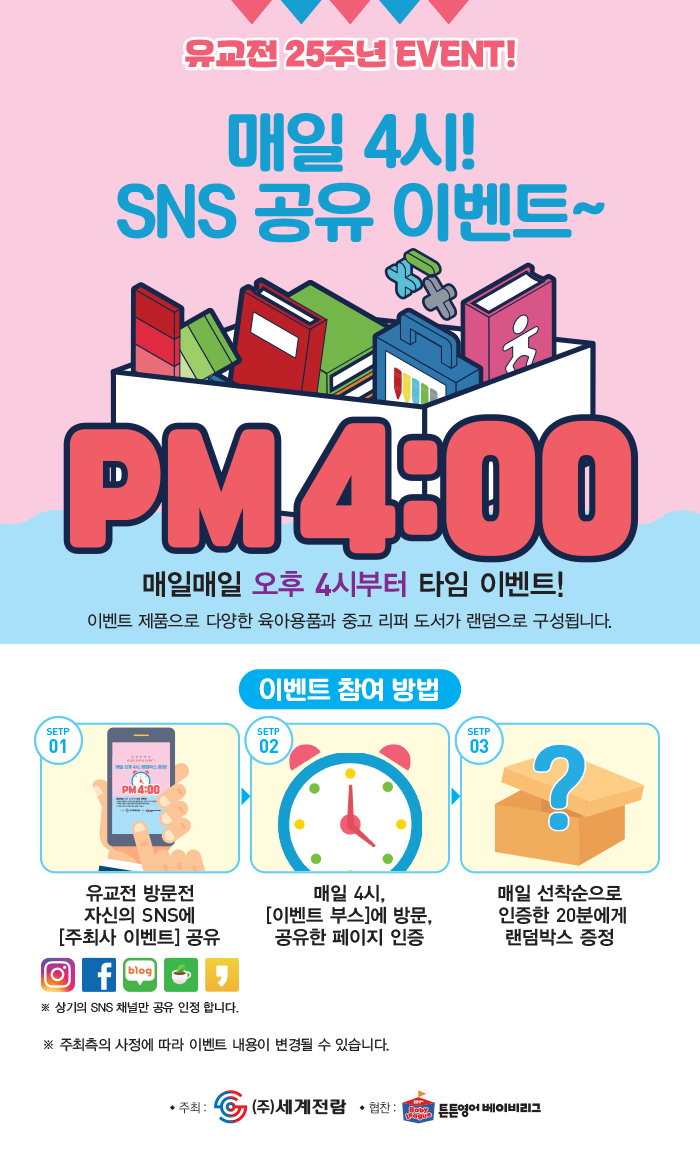 유교전 25주년 EVENT!
매일 4시!
SNS 공유 이벤트~
PM 4:00
매일매일 오후 4시부터 타임 이벤트!
이벤트 제품으로 다양한 육아용품과 중고 리퍼 도서가 랜덤으로 구성됩니다.
이벤트 참여 방법
SETP
01
PM 4:00
유교전 방문전
자신의 SNS에
[주최사 이벤트] 공유
blog
※ 상기의 SNS 채널만 공유 인정 합니다.
SETP
02
매일 4시,
[이벤트 부스]에 방문,
공유한 페이지 인증
SETP
03
?
매일 선착순으로
인증한 20분에게
랜덤박스 증정
※ 주최측의 사정에 따라 이벤트 내용이 변경될 수 있습니다.
주최 : (주)세계전람 협찬 : Baby League 튼튼영어 베이비리그